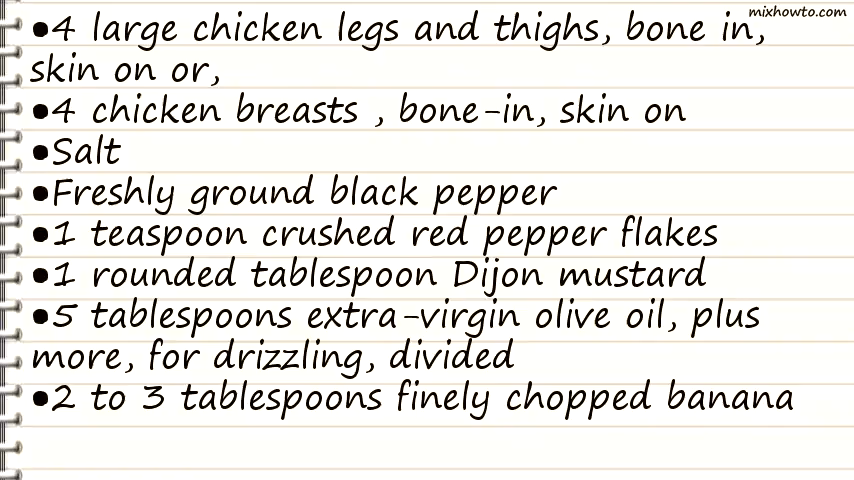 mixhowto.com
•4 large chicken legs and thighs, bone in,
skin on or,
•4 chicken breasts , bone-in, skin on
•Salt
•Freshly ground black pepper
•1 teaspoon crushed red pepper flakes
•1 rounded tablespoon Dijon mustard
•5 tablespoons extra-virgin olive oil, plus
more, for drizzling, divided
•2 to 3 tablespoons finely chopped banana